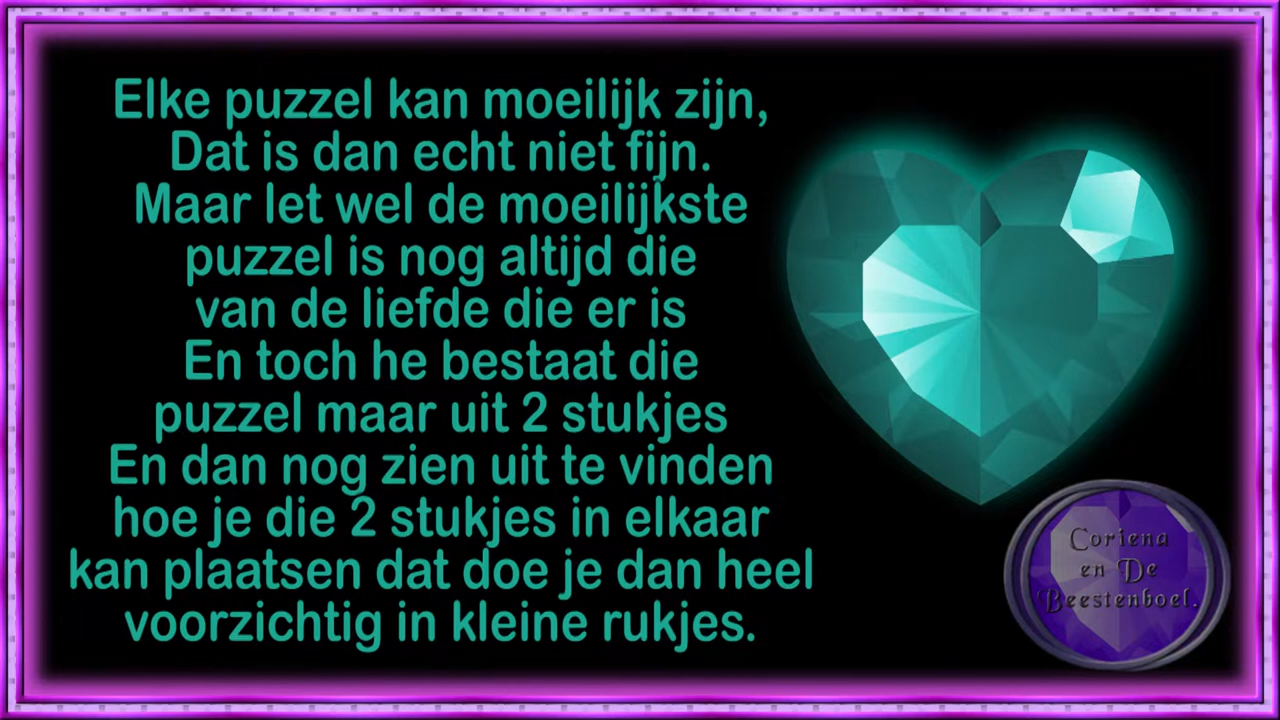 Elke puzzel kan moeilijk zijn,
Dat is dan echt niet fijn.
Maar let wel de moeilijkste
puzzel is nog altijd die
van de liefde die er is
En toch he bestaat die
puzzel maar uit 2 stukjes
En dan nog zien uit te vinden
hoe je die 2 stukjes in elkaar
kan plaatsen dat doe je dan heel
voorzichtig in kleine rukjes.
Coriena
en De
Beestenboel.